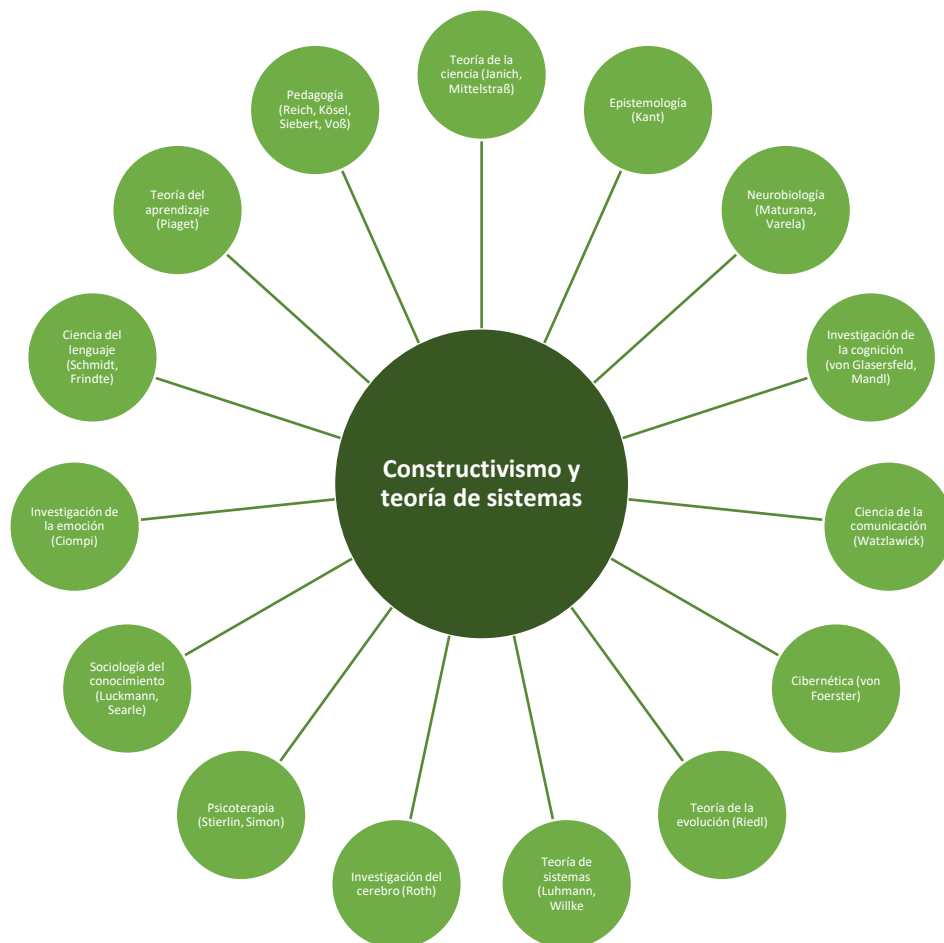 Teoría de la
ciencia (Janich,
Mittelstraß)
Epistemología
(Kant)
Neurobiología
(Maturana,
Varela)
Investigación de
la cognición
(von Glasersfeld,
Mandl)
Ciencia de la
comunicación
(Watzlawick)
Cibernética (von
Foerster)
Teoría de la
evolución (Riedl)
Teoría de
sistemas
(Luhmann,
Willke
Investigación del
cerebro (Roth)
Psicoterapia
(Stierlin, Simon)
Sociología del
conocimiento
(Luckmann,
Searle)
Investigación de
la emoción
(Ciompi)
Ciencia del
lenguaje
(Schmidt,
Frindte)
Teoría del
aprendizaje
(Piaget)
Pedagogía
(Reich, Kösel,
Siebert, Voß)
Constructivismo y
teoría de sistemas